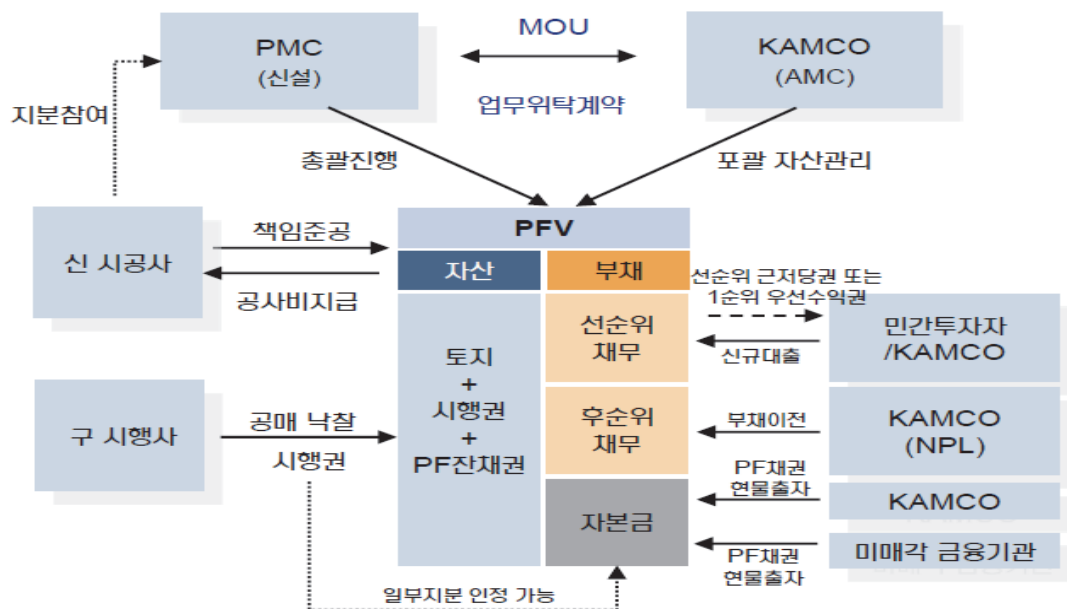 PMC
(신설)
MOU
KAMCO
(AMC)
업무위탁계약
지분참여
총괄진행
포괄 자산관리
신 시공사
책임준공
공사비지급
PFV
자산
부채
선순위 근저당권 또는
1순위 우선수익권
토지
+
시행권
+
PF잔채권
선순위
채무
신규대출
민간투자자
/KAMCO
구 시행사
공매 낙찰
시행권
후순위
채무
부채이전
KAMCO
(NPL)
자본금
PF채권
현물출자
KAMCO
PF채권
현물출자
미매각 금융기관
일부지분 인정 가능